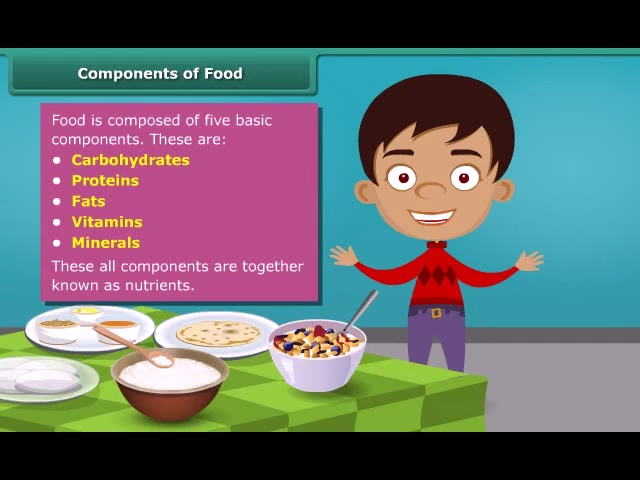 Components of Food
Food is composed of five basic
components. These are:
• Carbohydrates
• Proteins
• Fats
• Vitamins
• Minerals
These all components are together
known as nutrients.